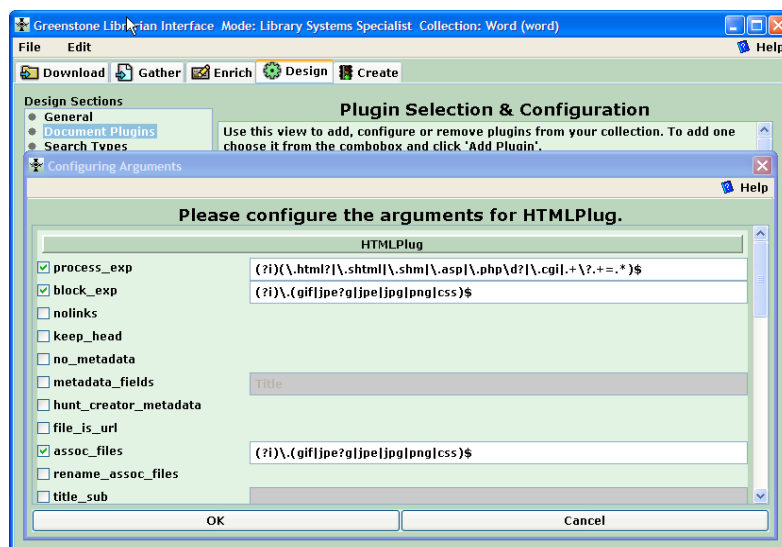 Greenstone Librarian Interface Mode: Library Systems Specialist Collection: Word (word)
File Edit Help
Download Gather Enrich Design Create
Design Sections
General
Document Plugins
Search Types
Plugin Selection & Configuration
Use this view to add, configure or remove plugins from your collection. To add one
choose it from the combobox and click 'Add Plugin'.
Configuring Arguments
Help
Please configure the arguments for HTMLPlug.
HTMLPlug
process_exp (?i)(\.html?|\.shtml|\.shm|\.asp|\.php\d?|\.cgi|.+\?.+=.*)$
block_exp (?i)\.(gif|jpe?g|jpe|jpg|png|css)$
nolinks
keep_head
no_metadata
metadata_fields Title
hunt_creator_metadata
file_is_url
assoc_files (?i)\.(gif|jpe?g|jpe|jpg|png|css)$
rename_assoc_files
title_sub
OK Cancel